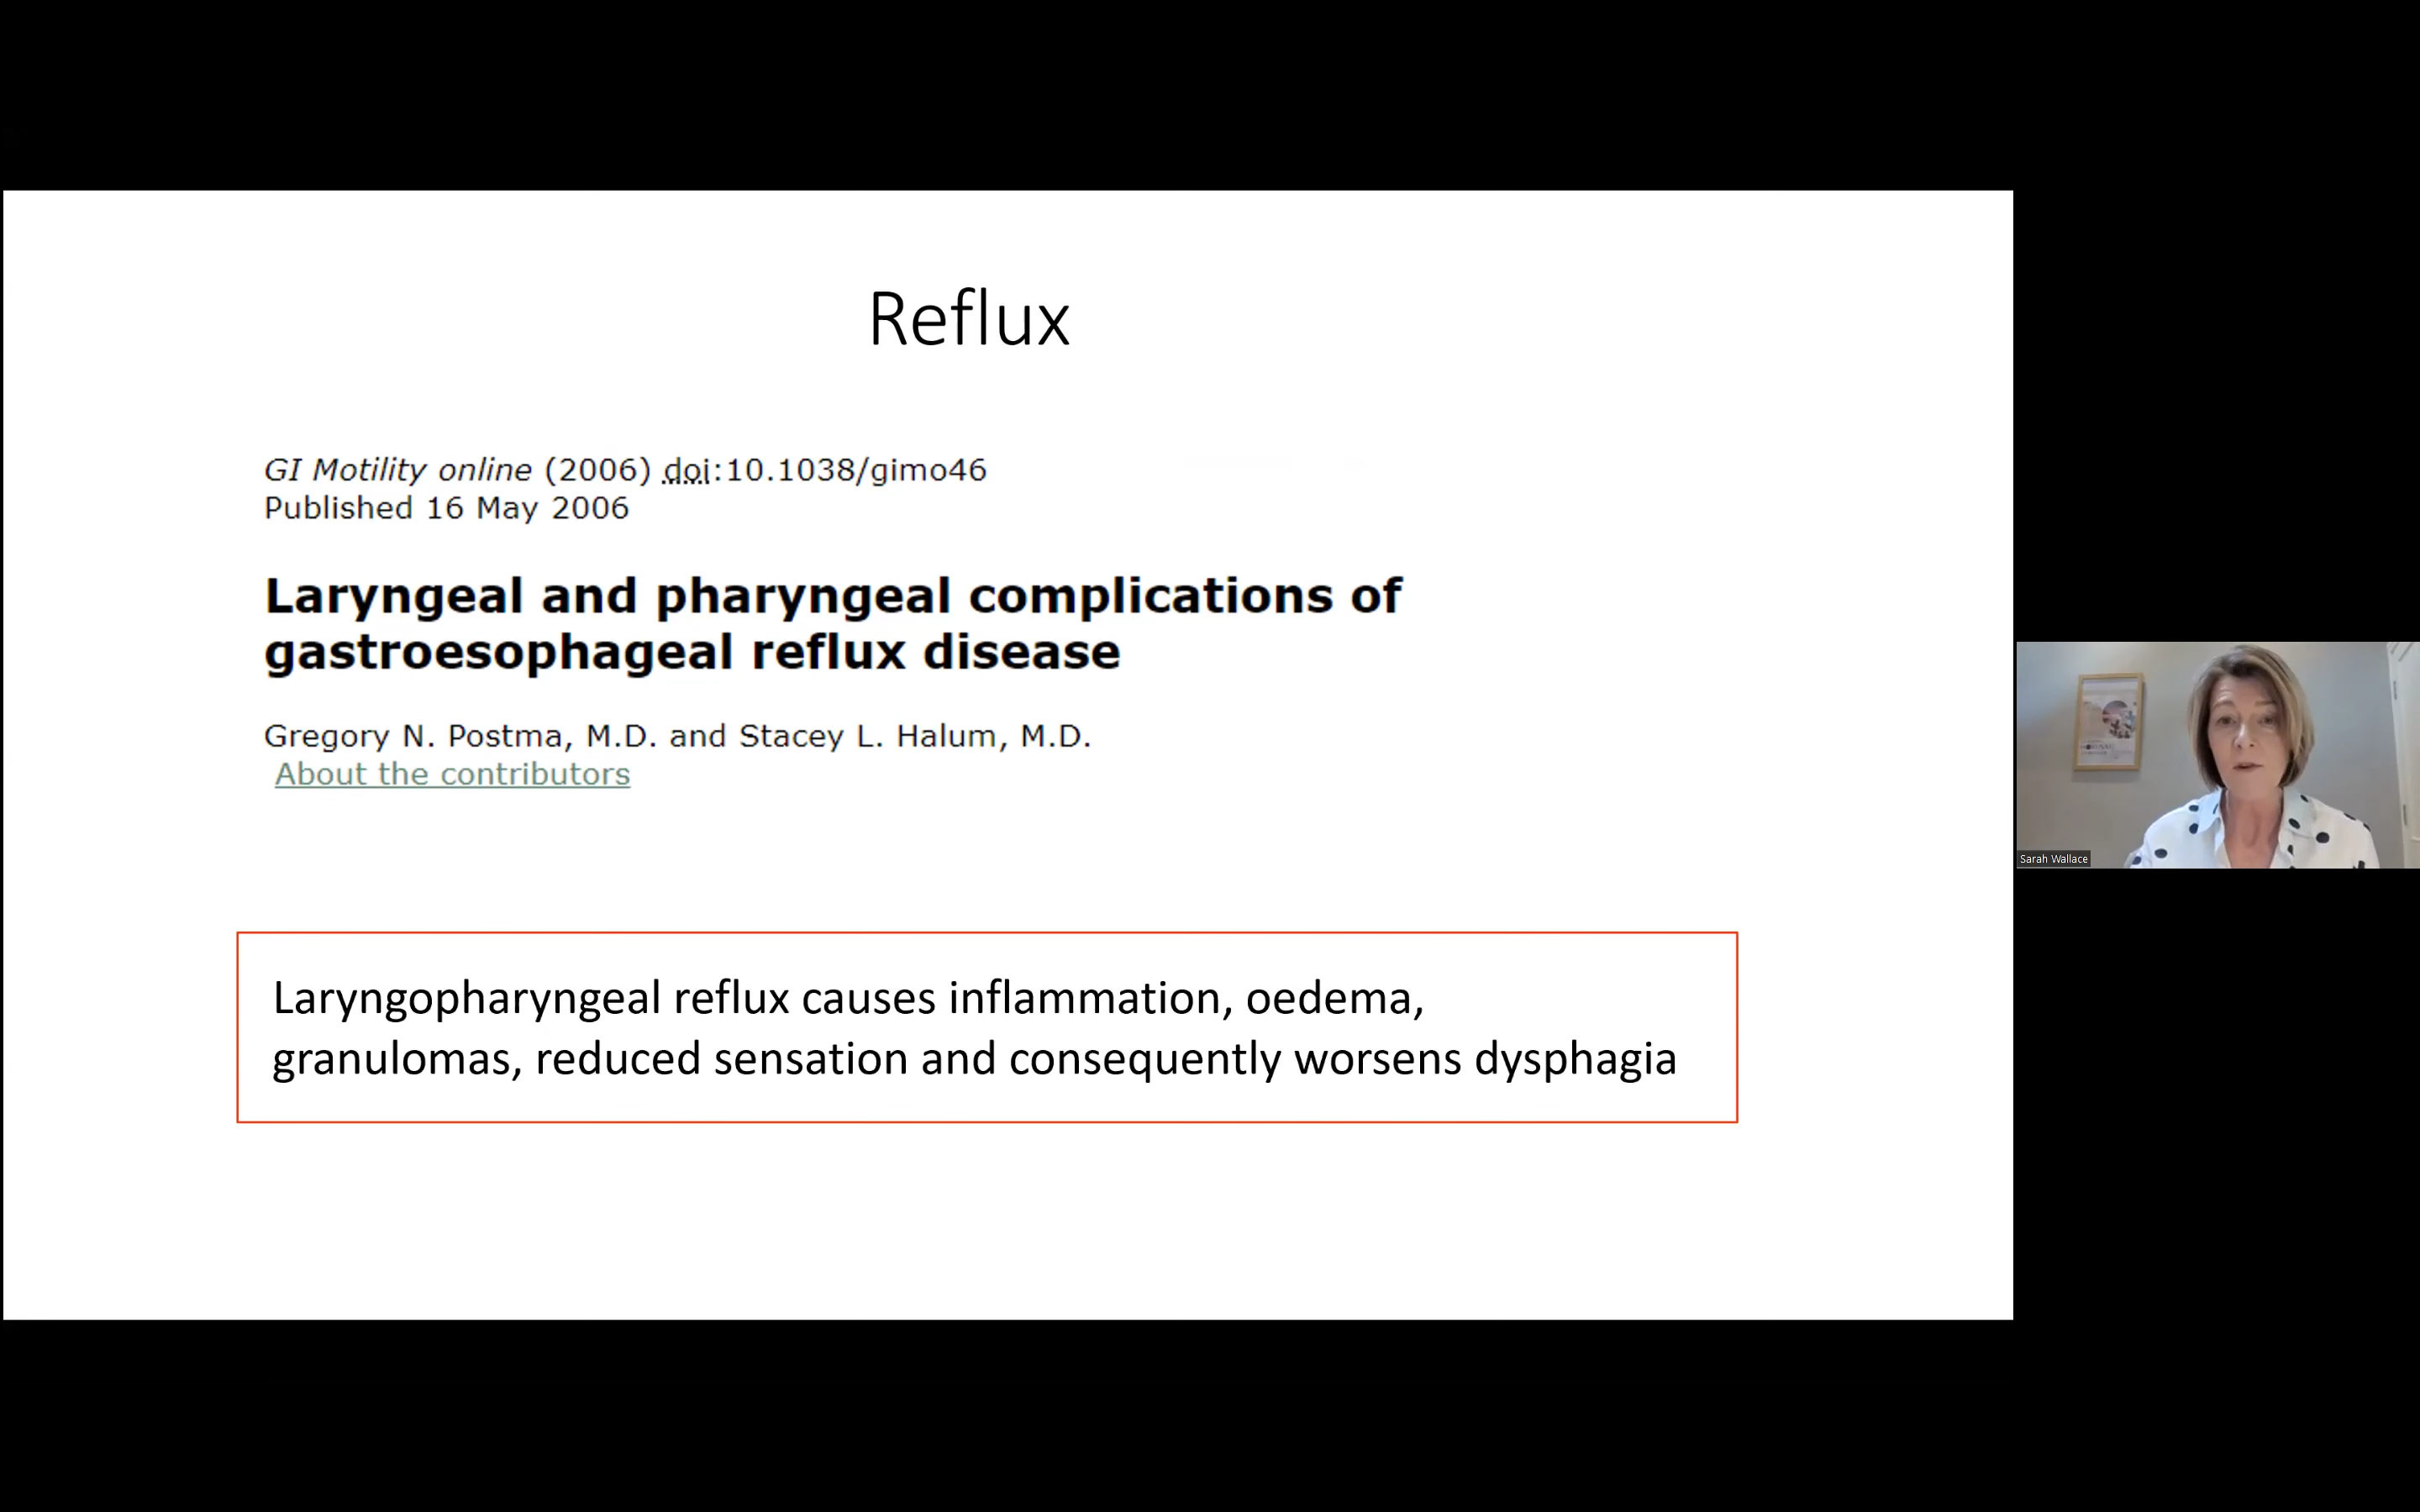 Reflux
GI Motility online (2006) doi:10.1038/gimo46
Published 16 May 2006
Laryngeal and pharyngeal complications of
gastroesophageal reflux disease
Gregory N. Postma, M.D. and Stacey L. Halum, M.D.
About the contributors
Laryngopharyngeal reflux causes inflammation, oedema,
granulomas, reduced sensation and consequently worsens dysphagia
Sarah Wallace